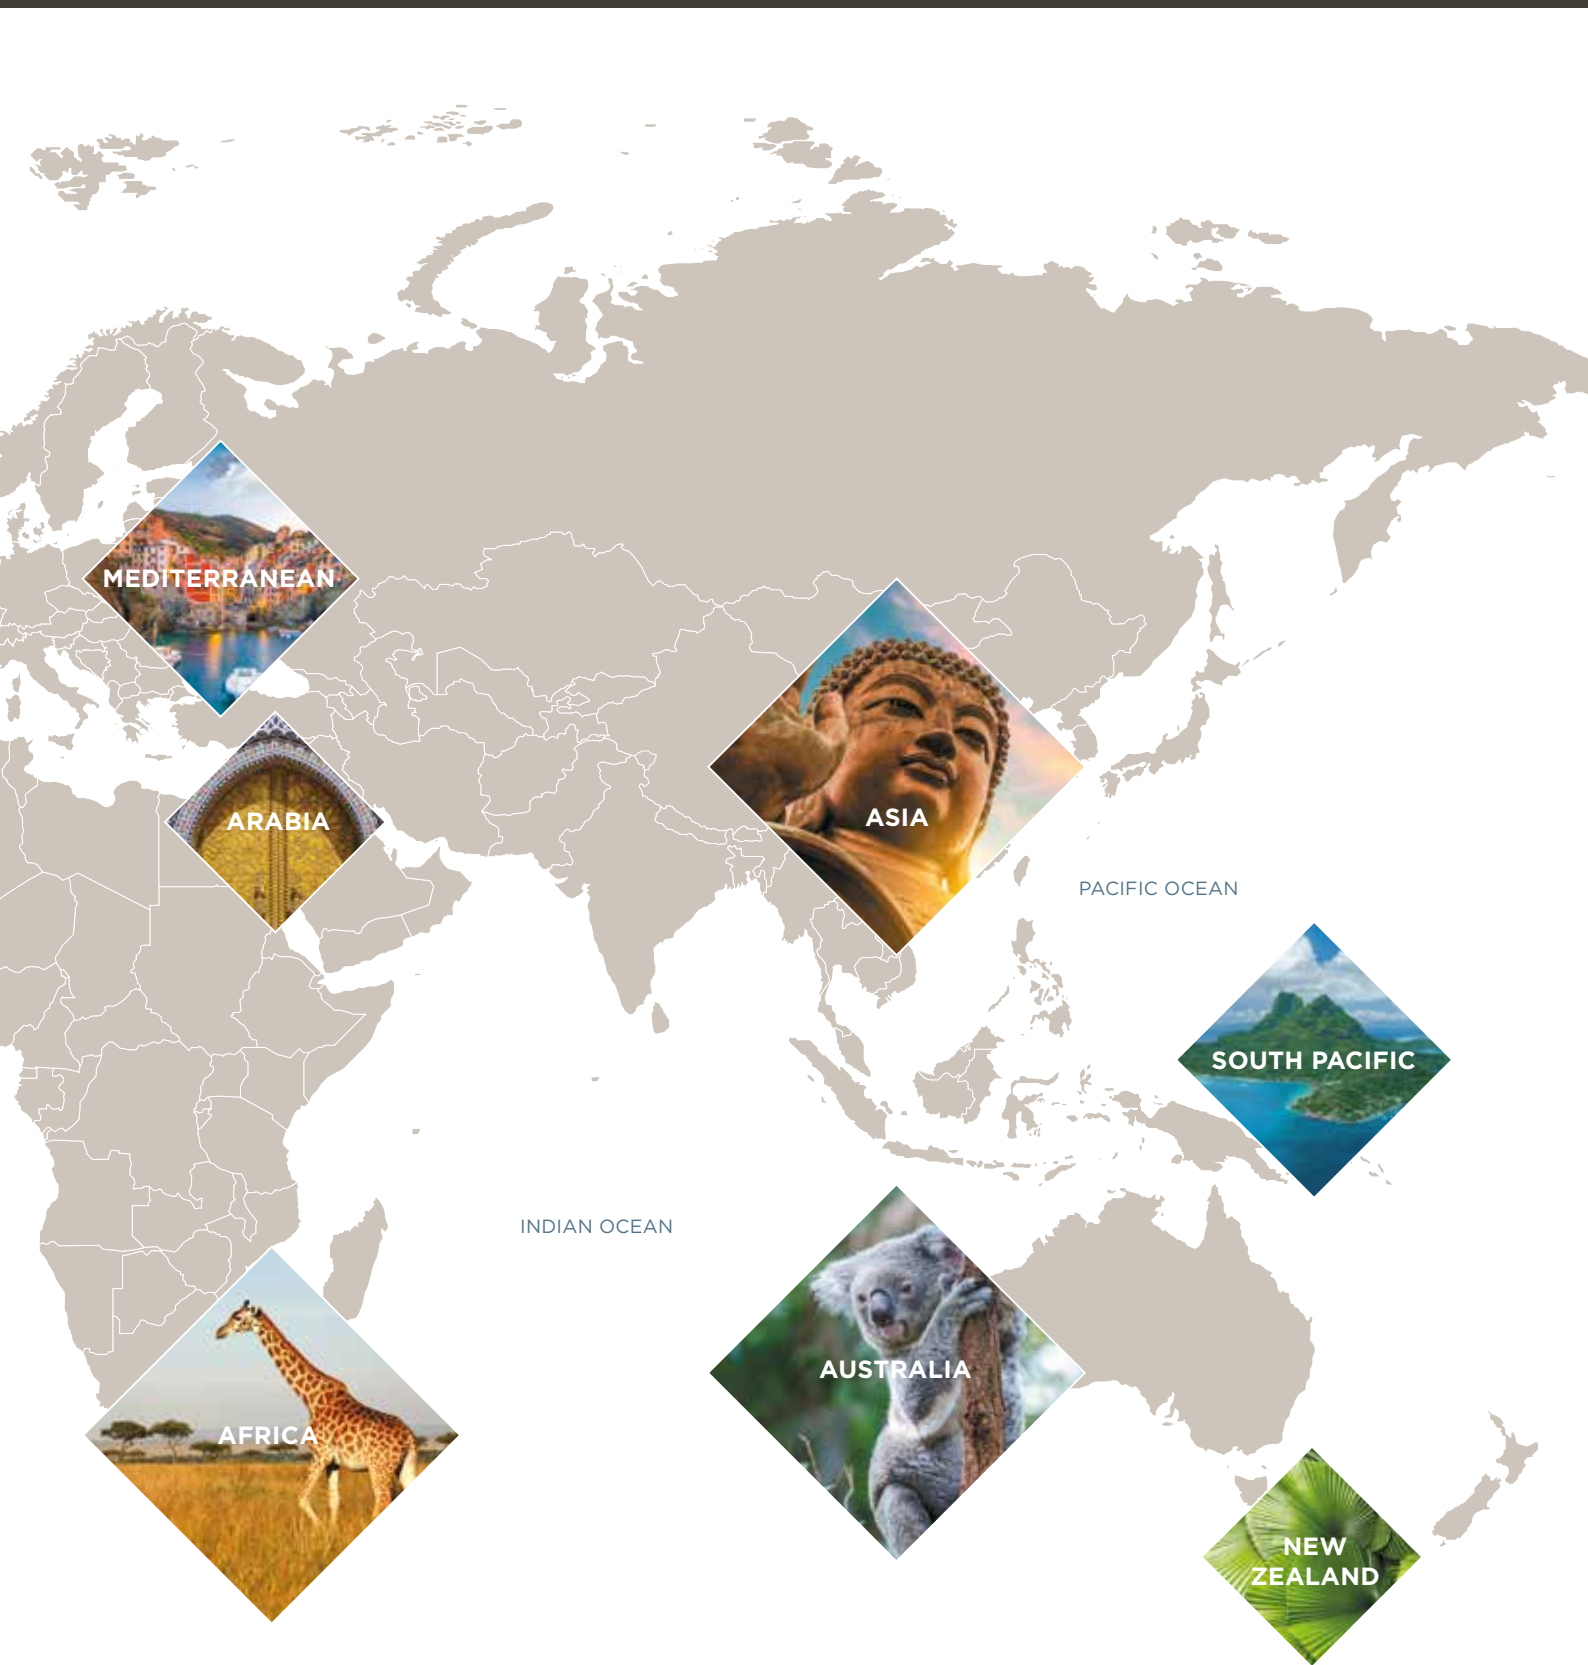 MEDITERRANEAN
ARABIA
ASIA
PACIFIC OCEAN
SOUTH PACIFIC
INDIAN OCEAN
AUSTRALIA
AFRICA
NEW
ZEALAND